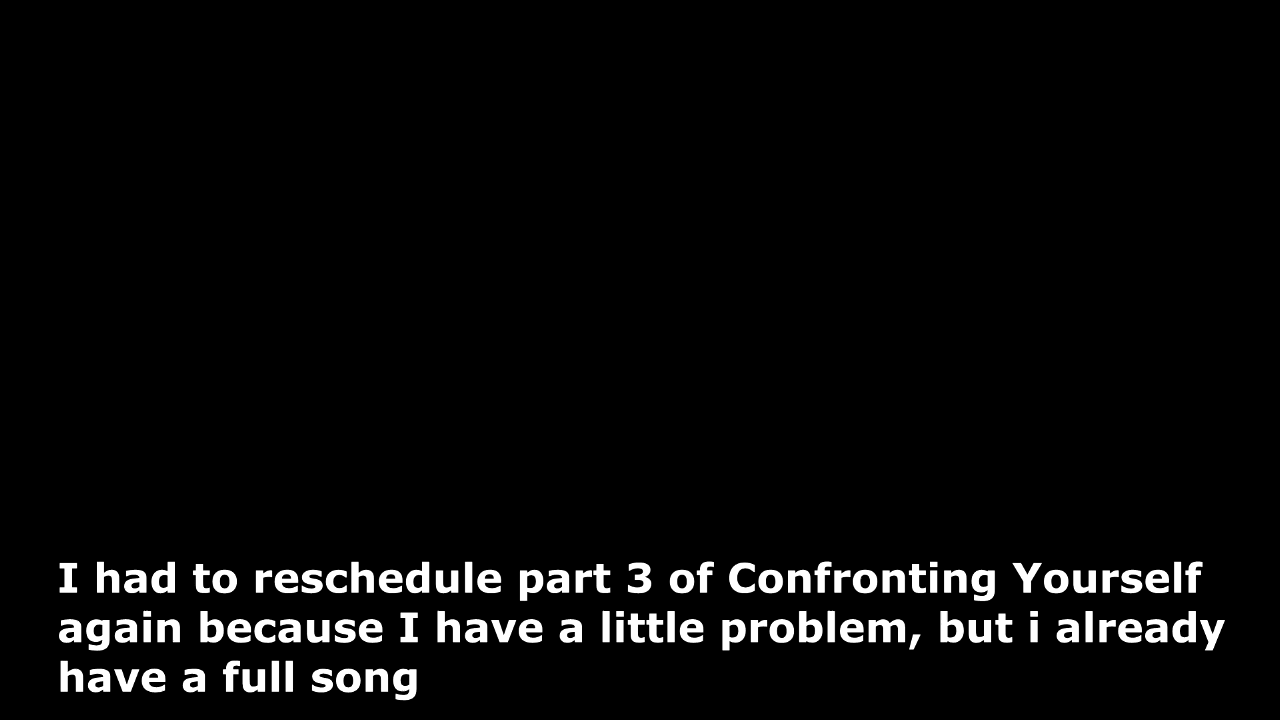 I had to reschedule part 3 of Confronting Yourself
again because I have a little problem, but i already
have a full song